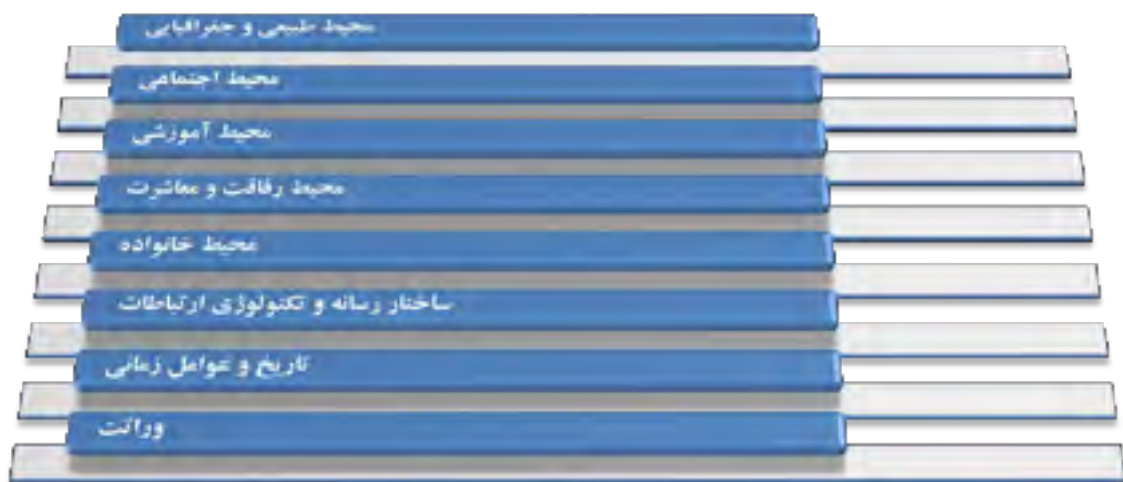 محیط طبیعی و جغرافیایی
محیط اجتماعی
محیط آموزشی
محیط رفاقت و معاشرت
محیط خانواده
ساختار رسانه و تکنولوژی ارتباطات
تاریخ و عوامل زمانی
وراثت